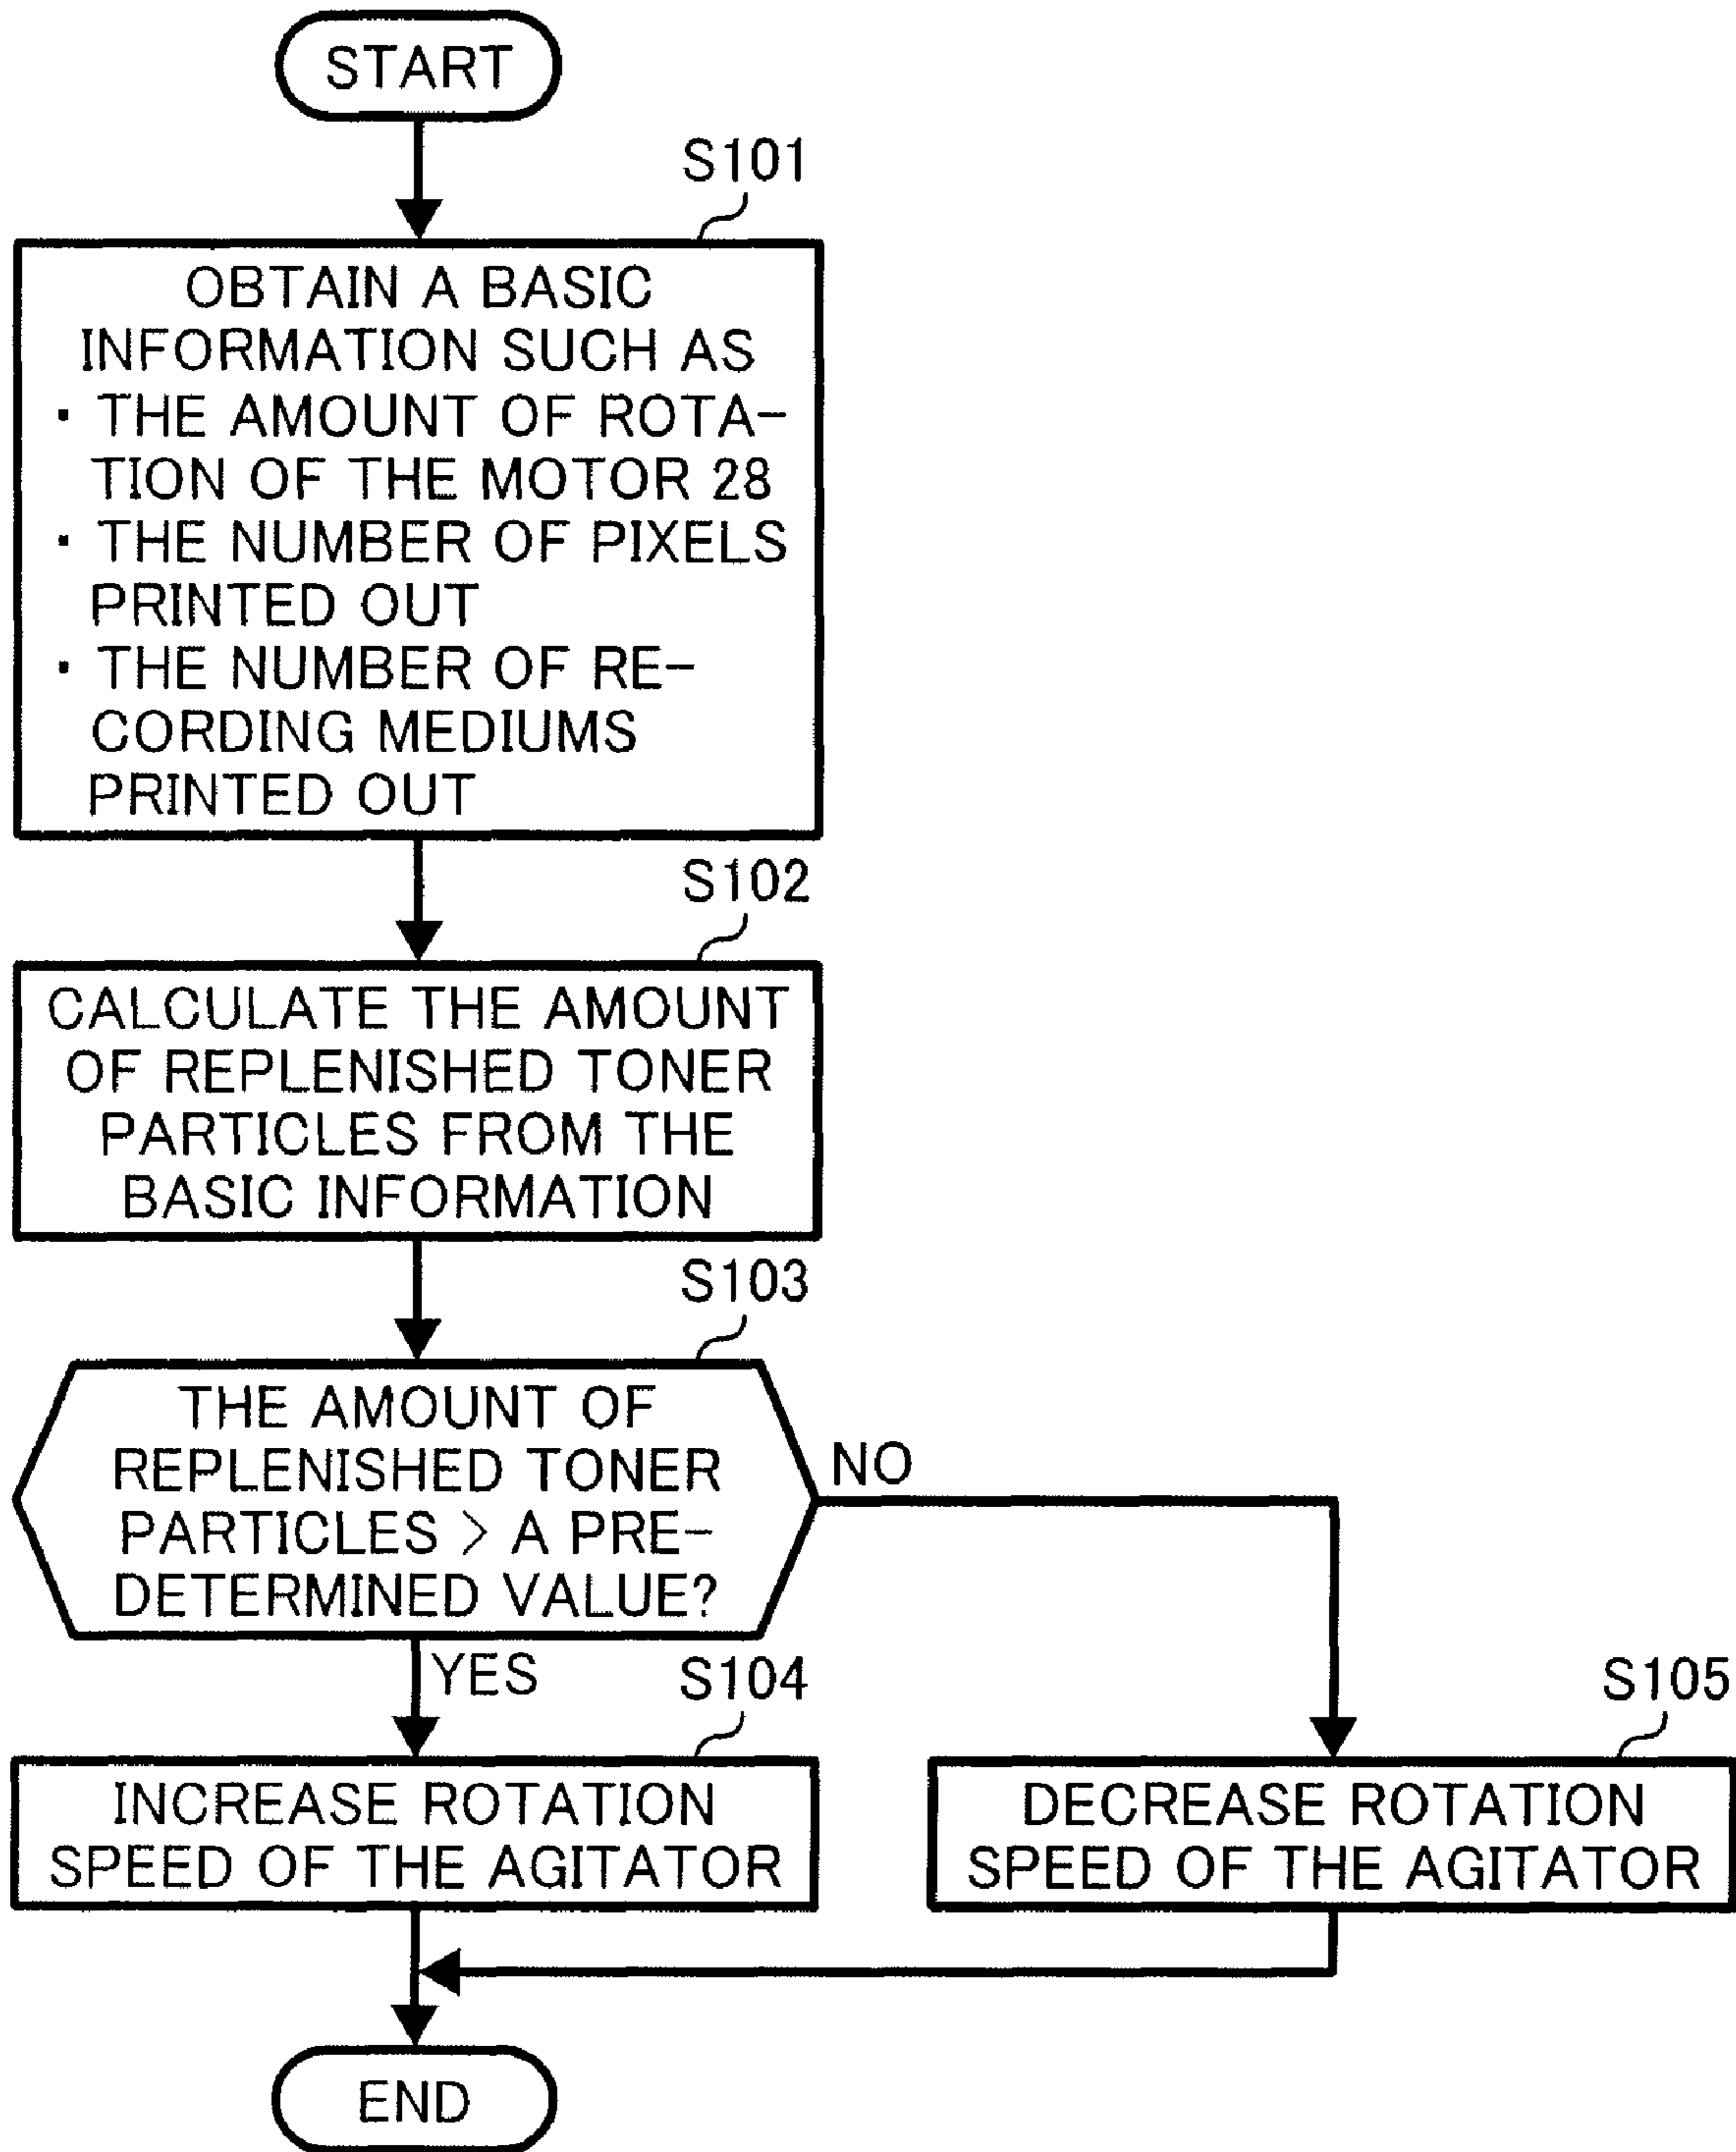 START
S101
OBTAIN A BASIC
INFORMATION SUCH AS
・THE AMOUNT OF ROTA-
TION OF THE MOTOR 28
・THE NUMBER OF PIXELS
PRINTED OUT
・THE NUMBER OF RE-
CORDING MEDIUMS
PRINTED OUT
S102
CALCULATE THE AMOUNT
OF REPLENISHED TONER
PARTICLES FROM THE
BASIC INFORMATION
S103
THE AMOUNT OF
REPLENISHED TONER
PARTICLES > A PRE-
DETERMINED VALUE?
NO
YES
S104
INCREASE ROTATION
SPEED OF THE AGITATOR
S105
DECREASE ROTATION
SPEED OF THE AGITATOR
END